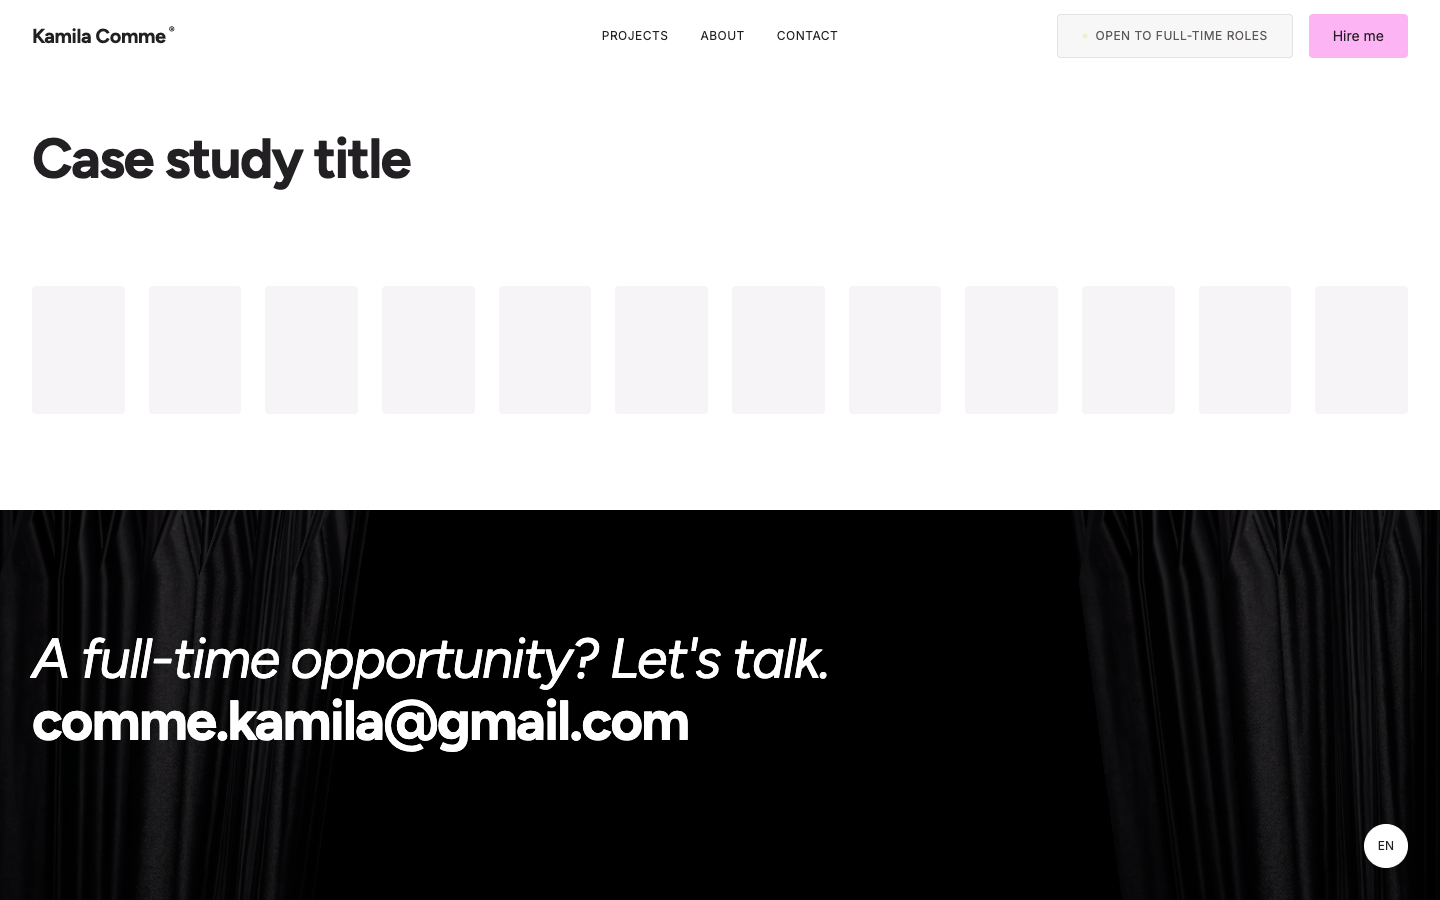 Kamila Comme®
PROJECTS ABOUT CONTACT
OPEN TO FULL-TIME ROLES
Hire me
Case study title
A full-time opportunity? Let's talk.
comme.kamila@gmail.com
EN